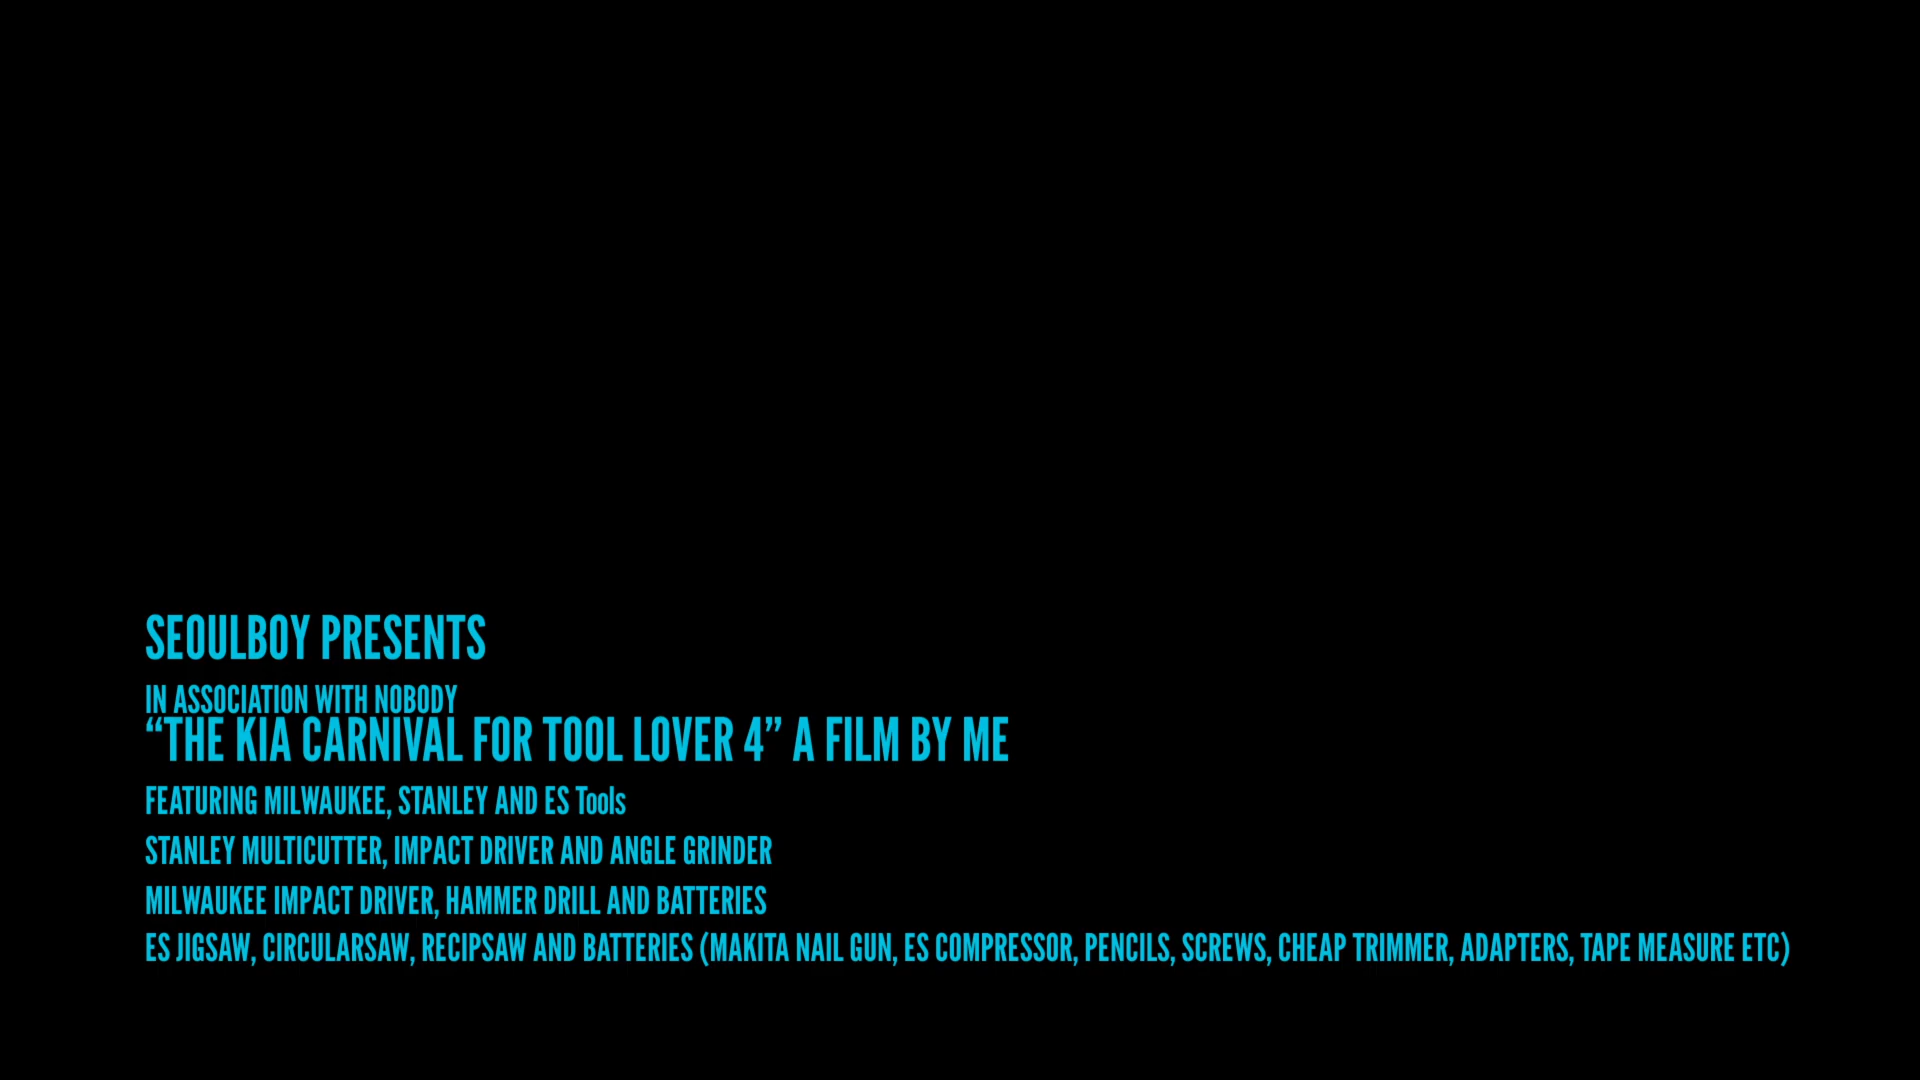 SEOULBOY PRESENTS
IN ASSOCIATION WITH NOBODY
“THE KIA CARNIVAL FOR TOOL LOVER 4” A FILM BY ME
FEATURING MILWAUKEE, STANLEY AND ES Tools
STANLEY MULTICUTTER, IMPACT DRIVER AND ANGLE GRINDER
MILWAUKEE IMPACT DRIVER, HAMMER DRILL AND BATTERIES
ES JIGSAW, CIRCULARSAW, RECIPSAW AND BATTERIES (MAKITA NAIL GUN, ES COMPRESSOR, PENCILS, SCREWS, CHEAP TRIMMER, ADAPTERS, TAPE MEASURE ETC)